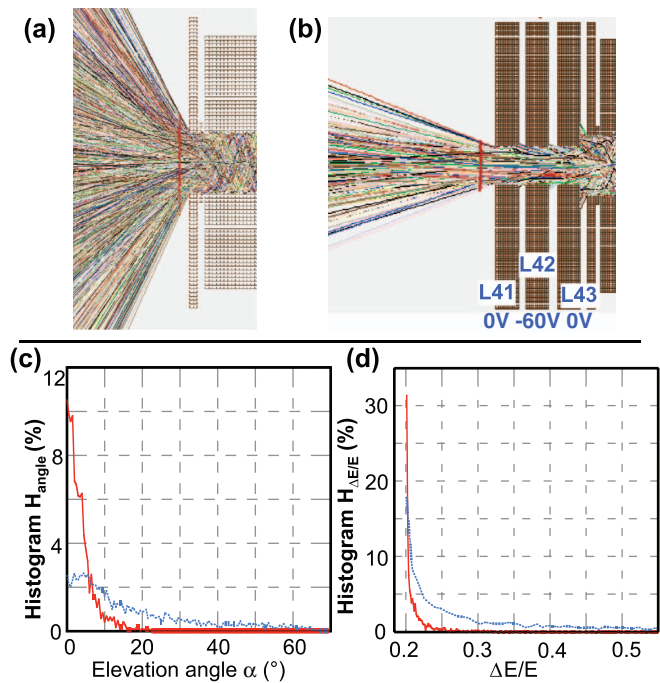 (a)
(b)
L41
L42
L43
0V -60V 0V
(c)
(d)
12
8
4
0
Histogram H_angle (%)
0 20 40 60
Elevation angle α (°)
30
20
10
0
Histogram H_ΔE/E (%)
0.2 0.3 0.4 0.5
ΔE/E